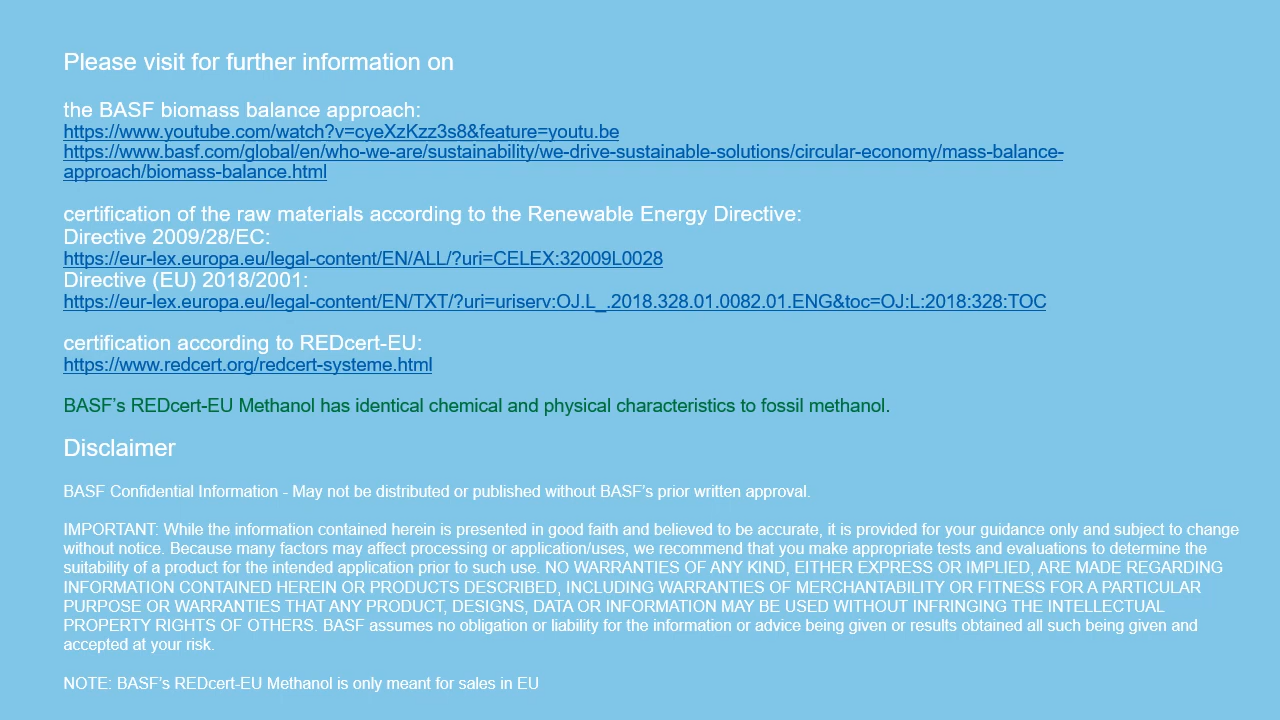 Please visit for further information on
the BASF biomass balance approach:
https://www.youtube.com/watch?v=cyeXzKzz3s8&feature=youtu.be
https://www.basf.com/global/en/who-we-are/sustainability/we-drive-sustainable-solutions/circular-economy/mass-balance-
approach/biomass-balance.html
certification of the raw materials according to the Renewable Energy Directive:
Directive 2009/28/EC:
https://eur-lex.europa.eu/legal-content/EN/ALL/?uri=CELEX:32009L0028
Directive (EU) 2018/2001:
https://eur-lex.europa.eu/legal-content/EN/TXT/?uri=uriserv:OJ.L_.2018.328.01.0082.01.ENG&toc=OJ:L:2018:328:TOC
certification according to REDcert-EU:
https://www.redcert.org/redcert-systeme.html
BASF’s REDcert-EU Methanol has identical chemical and physical characteristics to fossil methanol.
Disclaimer
BASF Confidential Information - May not be distributed or published without BASF's prior written approval.
IMPORTANT: While the information contained herein is presented in good faith and believed to be accurate, it is provided for your guidance only and subject to change
without notice. Because many factors may affect processing or application/uses, we recommend that you make appropriate tests and evaluations to determine the
suitability of a product for the intended application prior to such use. NO WARRANTIES OF ANY KIND, EITHER EXPRESS OR IMPLIED, ARE MADE REGARDING
INFORMATION CONTAINED HEREIN OR PRODUCTS DESCRIBED, INCLUDING WARRANTIES OF MERCHANTABILITY OR FITNESS FOR A PARTICULAR
PURPOSE OR WARRANTIES THAT ANY PRODUCT, DESIGNS, DATA OR INFORMATION MAY BE USED WITHOUT INFRINGING THE INTELLECTUAL
PROPERTY RIGHTS OF OTHERS. BASF assumes no obligation or liability for the information or advice being given or results obtained all such being given and
accepted at your risk.
NOTE: BASF's REDcert-EU Methanol is only meant for sales in EU